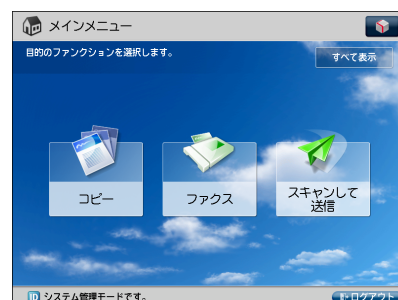 メインメニュー
目的のファンクションを選択します。
すべて表示
コピー
ファクス
スキャンして
送信
ID システム管理モードです。
ログアウト